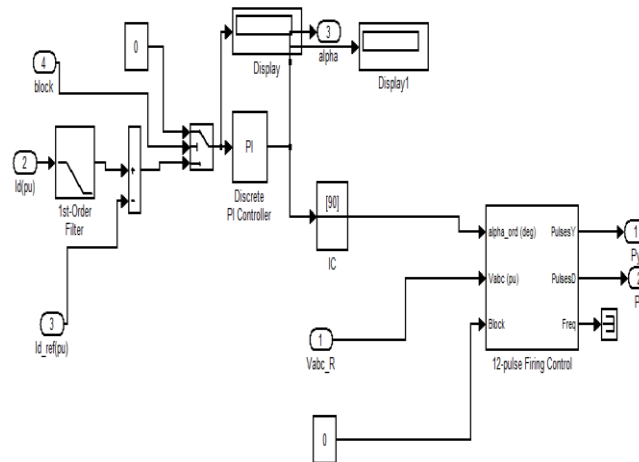 0
3
alpha
Display
Display1
4
block
2
Id(pu)
1st-Order
Filter
+
-
PI
Discrete
PI Controller
[90]
IC
3
Id_ref(pu)
1
Vabc_R
0
alpha_ord (deg)
Vabc (pu)
Block
PulsesY
PulsesD
Freq
12-pulse Firing Control
1
Py
2
P